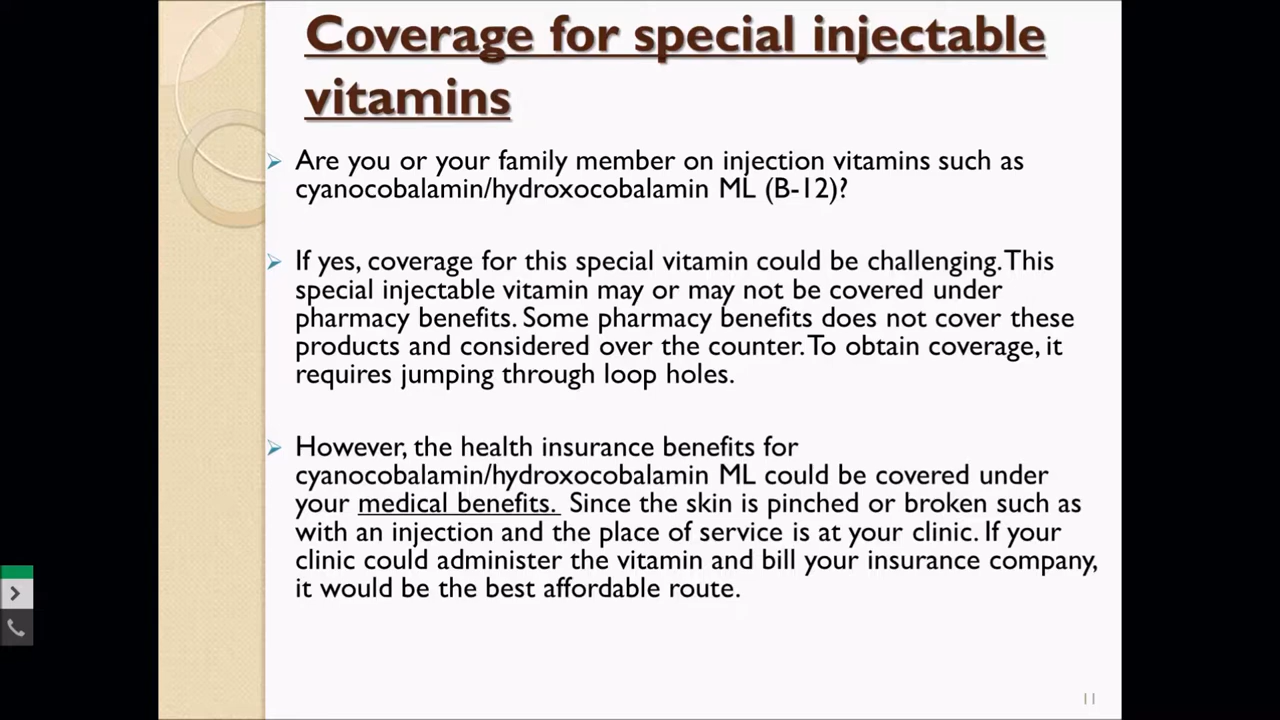 Coverage for special injectable
vitamins
Are you or your family member on injection vitamins such as
cyanocobalamin/hydroxocobalamin ML (B-12)?
If yes, coverage for this special vitamin could be challenging. This
special injectable vitamin may or may not be covered under
pharmacy benefits. Some pharmacy benefits does not cover these
products and considered over the counter. To obtain coverage, it
requires jumping through loop holes.
However, the health insurance benefits for
cyanocobalamin/hydroxocobalamin ML could be covered under
your medical benefits. Since the skin is pinched or broken such as
with an injection and the place of service is at your clinic. If your
clinic could administer the vitamin and bill your insurance company,
it would be the best affordable route.
11